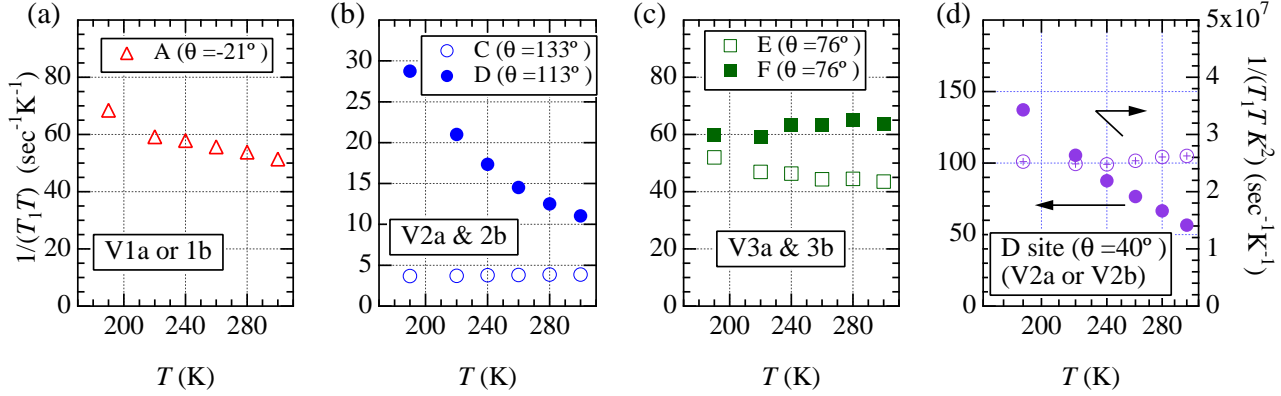 (a)
1/(T₁T) (sec⁻¹K⁻¹)
80
60
40
20
0
A (θ =-21º)
V1a or 1b
200
240
280
T (K)
(b)
30
25
20
15
10
5
0
C (θ =133º)
D (θ =113º)
V2a & 2b
200
240
280
T (K)
(c)
80
60
40
20
0
E (θ =76º)
F (θ =76º)
V3a & 3b
200
240
280
T (K)
(d)
150
100
50
0
5x10⁷
4
3
2
1
0
1/(T₁T K²) (sec⁻¹K⁻¹)
D site (θ =40º)
(V2a or V2b)
200
240
280
T (K)